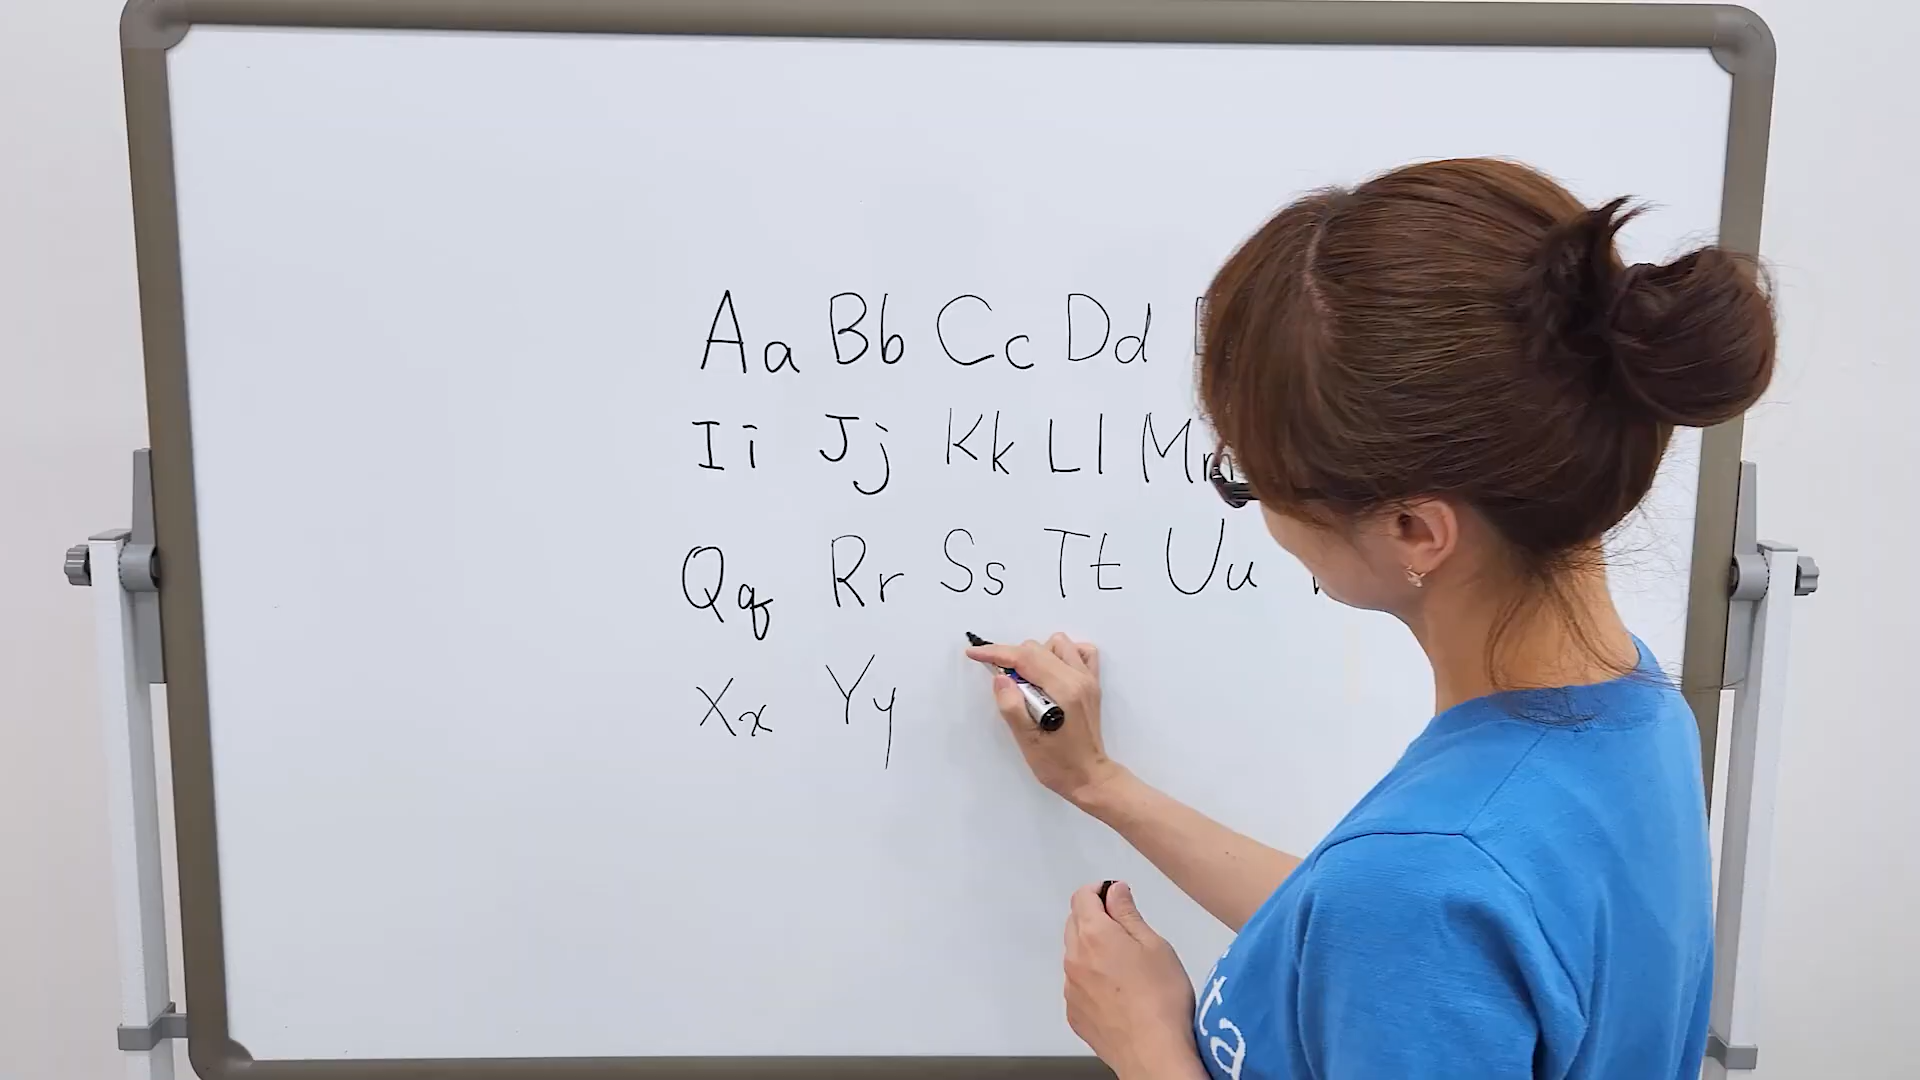 Aa Bb Cc Dd
Ii Jj Kk Ll Mm
Qq Rr Ss Tt Uu
Xx Yy